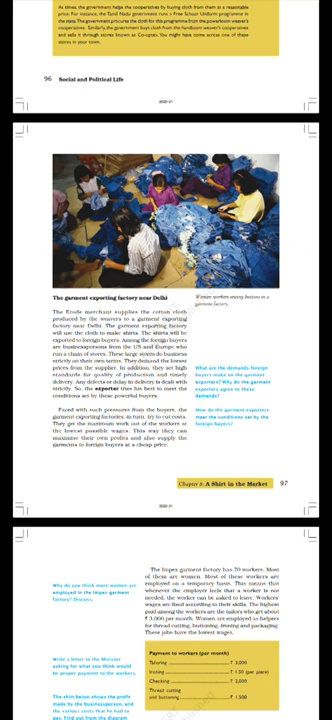 At times, the government helps the cooperatives by buying cloth from them at a reasonable
price. For instance, the Tamil Nadu government runs a Free School Uniform programme in
the state. The government procures the cloth for this programme from the powerloom weaver's
cooperatives. Similarly, the government buys cloth from the handloom weaver's cooperatives
and sells it through stores known as Co-optex. You might have come across one of these
stores in your town.
96 Social and Political Life
The garment exporting factory near Delhi
Women workers sewing buttons in a
garment factory.
The Erode merchant supplies the cotton cloth
produced by the weavers to a garment exporting
factory near Delhi. The garment exporting factory
will use the cloth to make shirts. The shirts will be
exported to foreign buyers. Among the foreign buyers
are businesspersons from the US and Europe who
run a chain of stores. These large stores do business
strictly on their own terms. They demand the lowest
prices from the supplier. In addition, they set high
standards for quality of production and timely
delivery. Any defects or delay in delivery is dealt with
strictly. So, the exporter tries his best to meet the
conditions set by these powerful buyers.
What are the demands foreign
buyers make on the garment
exporters? Why do the garment
exporters agree to these
demands?
Faced with such pressures from the buyers, the
garment exporting factories, in turn, try to cut costs.
They get the maximum work out of the workers at
the lowest possible wages. This way they can
maximise their own profits and also supply the
garments to foreign buyers at a cheap price.
How do the garment exporters
meet the conditions set by the
foreign buyers?
Chapter 8: A Shirt in the Market 97
The Impex garment factory has 70 workers. Most
of them are women. Most of these workers are
employed on a temporary basis. This means that
whenever the employer feels that a worker is not
needed, the worker can be asked to leave. Workers'
wages are fixed according to their skills. The highest
paid among the workers are the tailors who get about
₹ 3,000 per month. Women are employed as helpers
for thread cutting, buttoning, ironing and packaging.
These jobs have the lowest wages.
Why do you think more women are
employed in the Impex garment
factory? Discuss.
Write a letter to the Minister
asking for what you think would
be proper payment to the workers.
The shirt below shows the profit
made by the businessperson, and
the various costs that he had to
pay. Find out from the diagram
Payment to workers (per month)
Tailoring ₹ 3,000
Ironing ₹ 1.50 (per piece)
Checking ₹ 2,000
Thread cutting
and buttoning ₹ 1,500